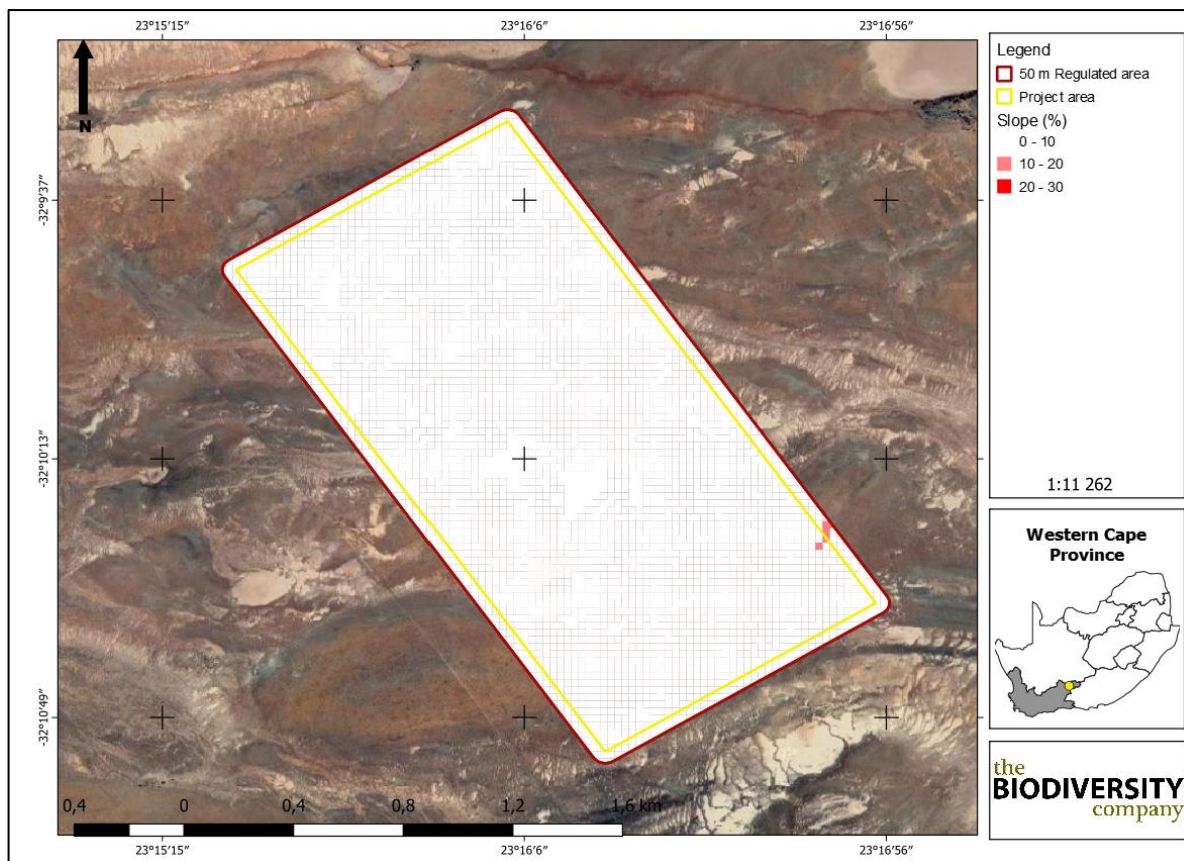 23°15'15" 23°16'6" 23°16'56"
-32°9'37"
-32°10'13"
-32°10'49"
N
0,4 0 0,4 0,8 1,2 1,6 km
23°15'15" 23°16'6" 23°16'56"
Legend
50 m Regulated area
Project area
Slope (%)
0 - 10
10 - 20
20 - 30
1:11 262
Western Cape
Province
the
BIODIVERSITY
company